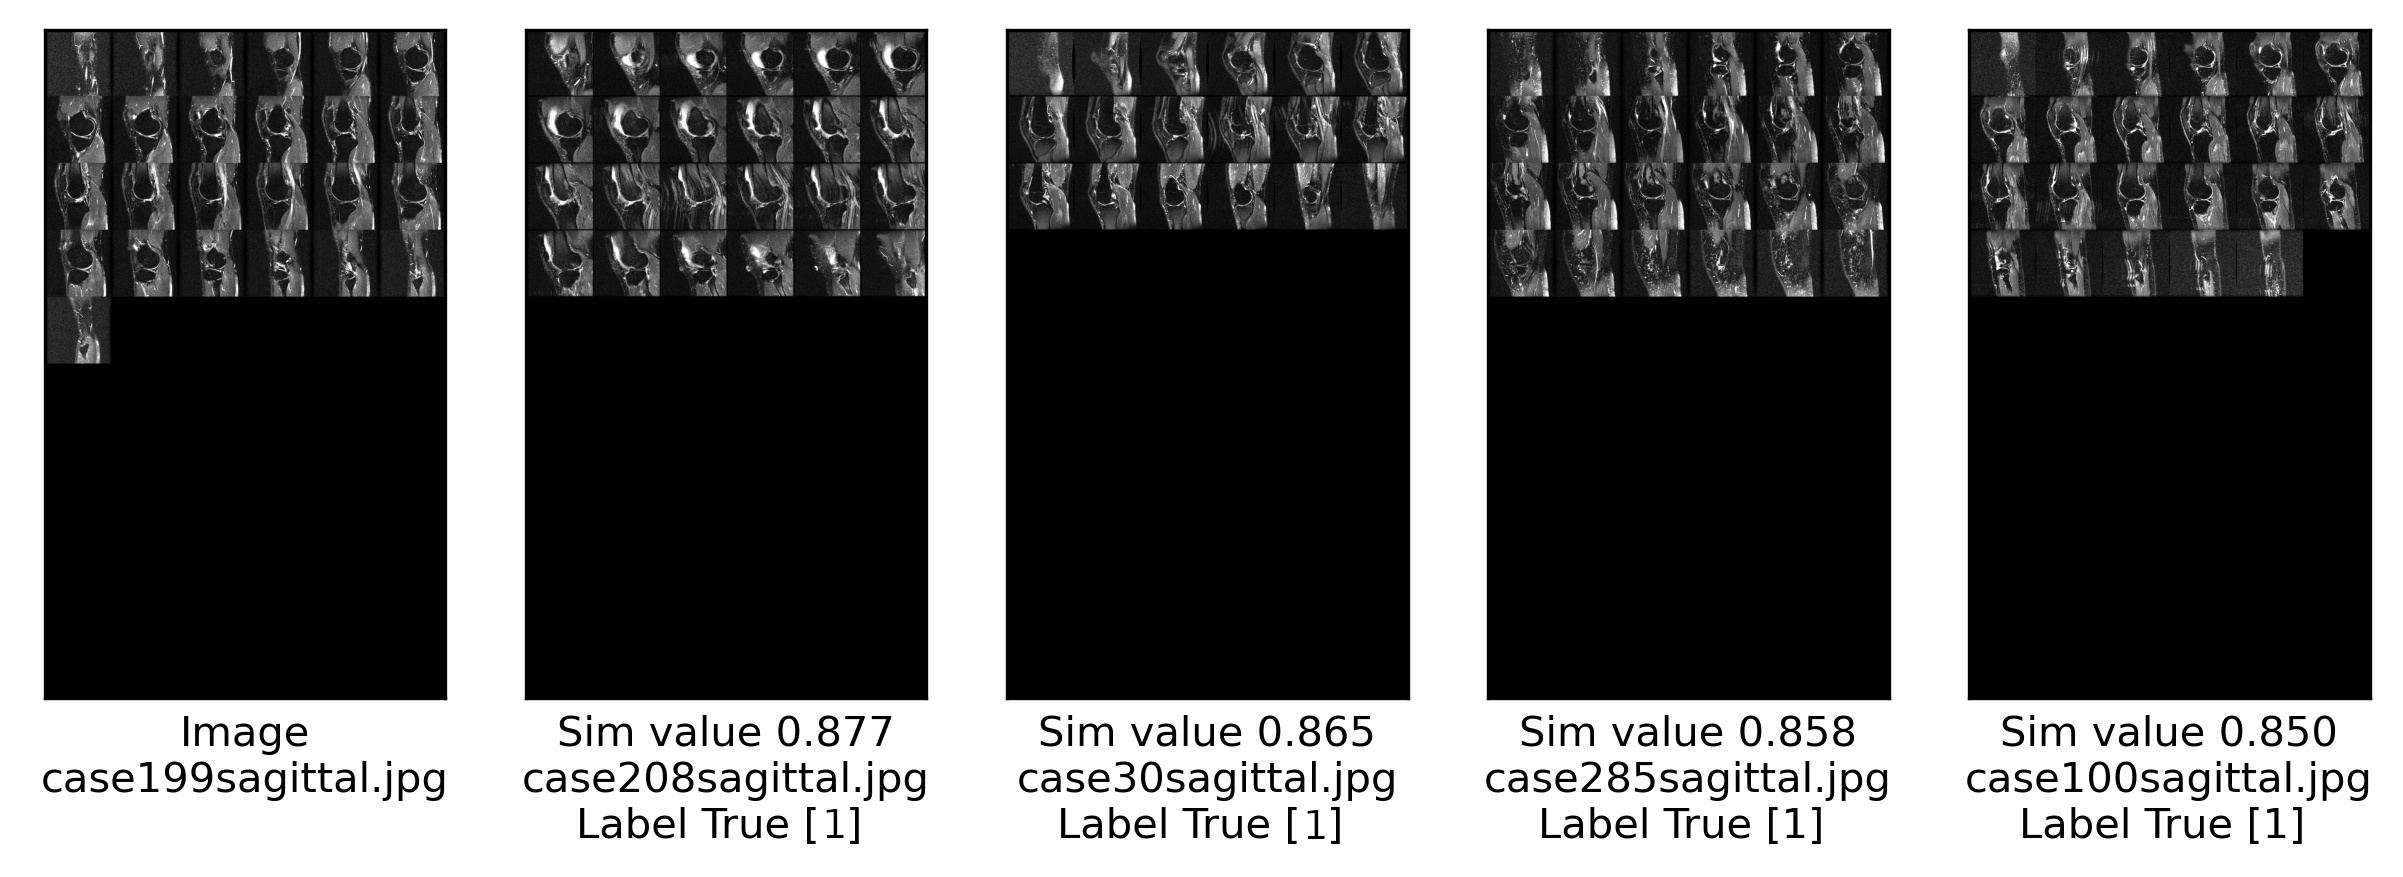 Image
case199sagittal.jpg
Sim value 0.877
case208sagittal.jpg
Label True [1]
Sim value 0.865
case30sagittal.jpg
Label True [1]
Sim value 0.858
case285sagittal.jpg
Label True [1]
Sim value 0.850
case100sagittal.jpg
Label True [1]